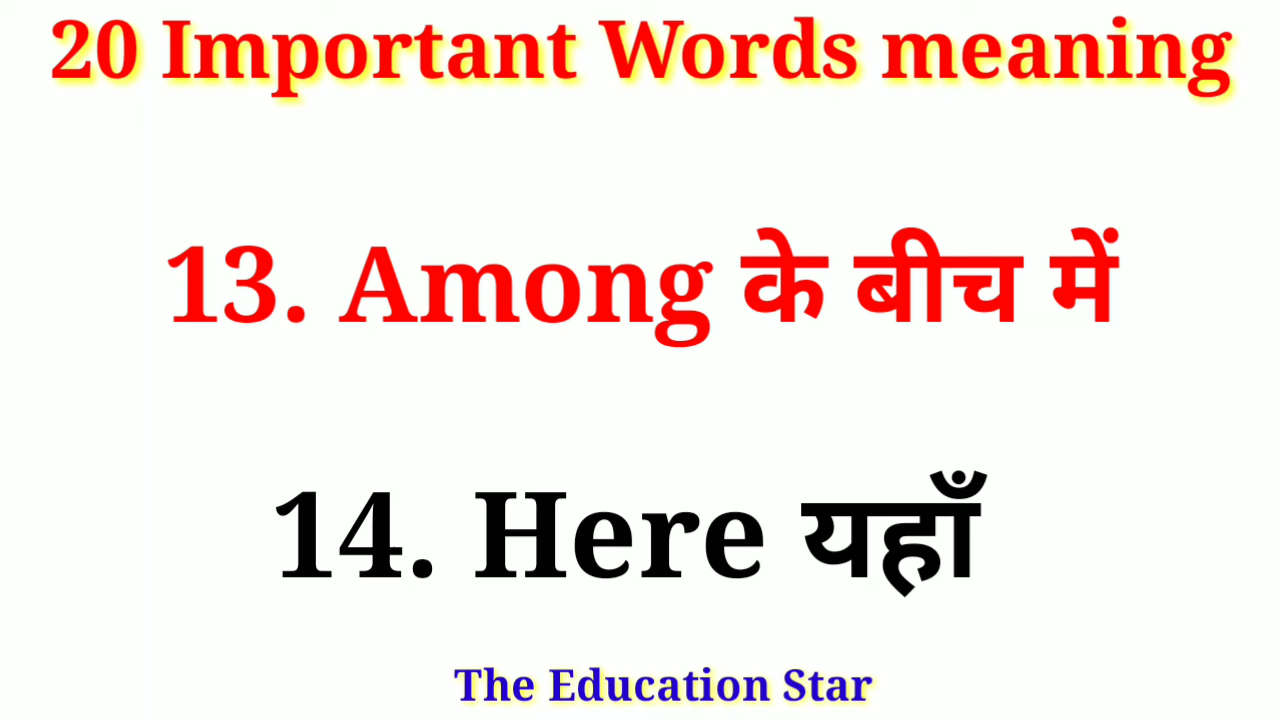 20 Important Words meaning
13. Among के बीच में
14. Here यहाँ
The Education Star